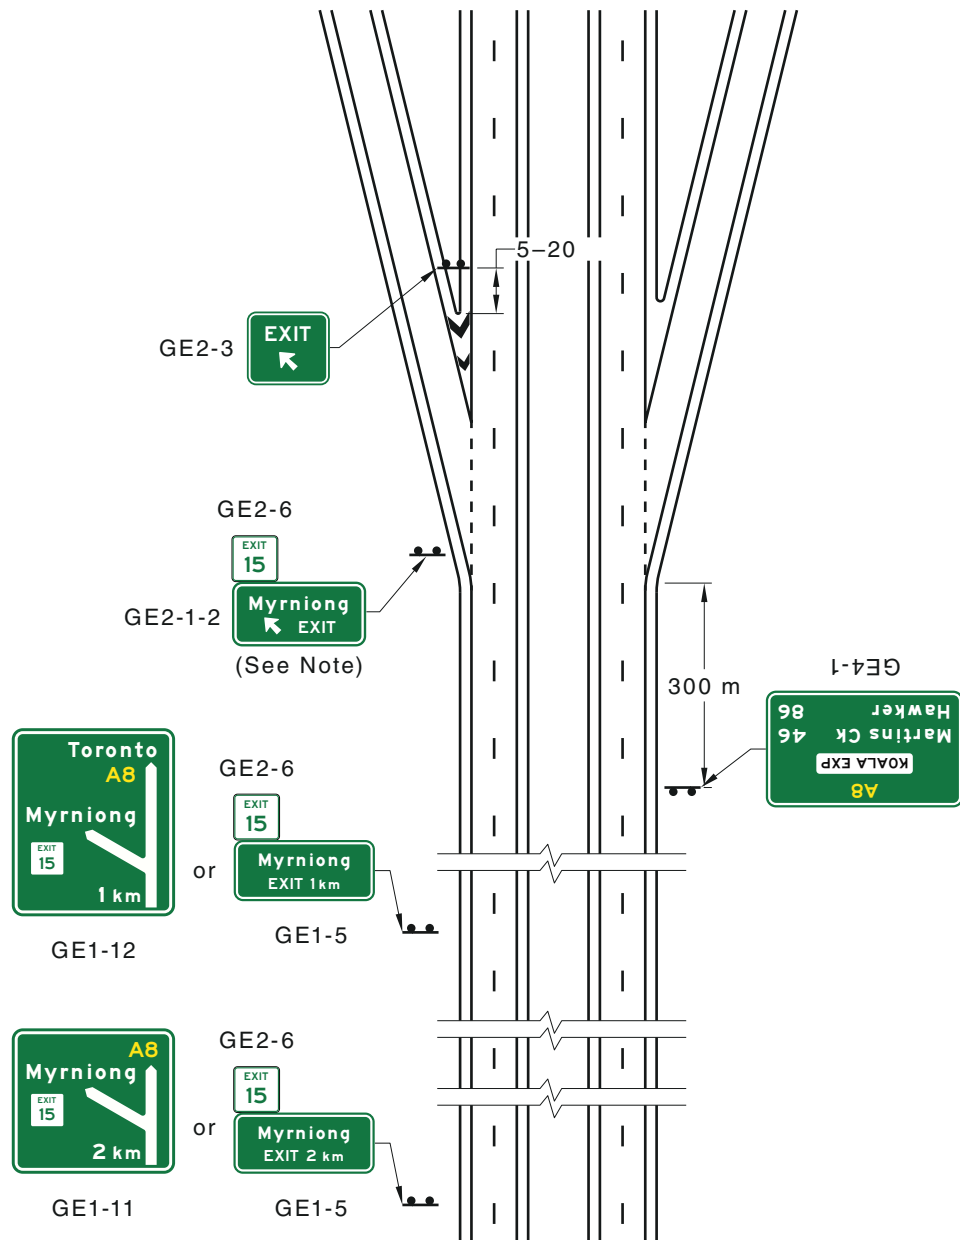 5–20
EXIT
GE2-3
GE2-6
EXIT
15
Myrniong
EXIT
GE2-1-2
(See Note)
300 m
GE4-1
A8
KOALA EXP
Martins Ck 46
Hawker 86
Toronto
A8
Myrniong
EXIT
15
1 km
GE1-12
or
GE2-6
EXIT
15
Myrniong
EXIT 1 km
GE1-5
A8
Myrniong
EXIT
15
2 km
GE1-11
or
GE2-6
EXIT
15
Myrniong
EXIT 2 km
GE1-5